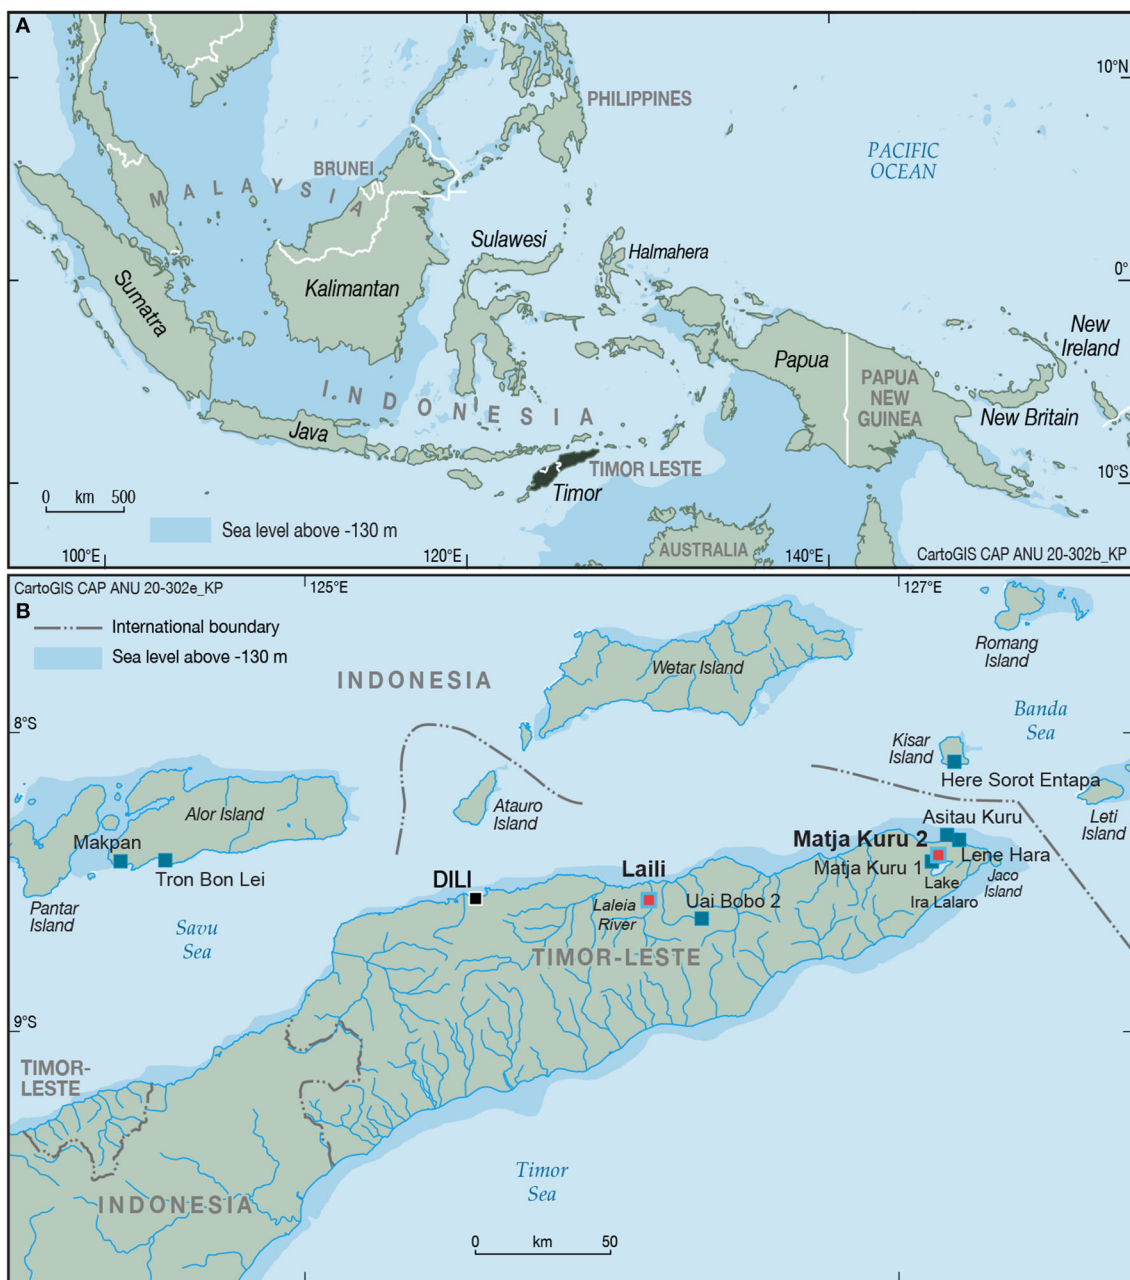 A
PHILIPPINES
10°N
PACIFIC
OCEAN
BRUNEI
MALAYSIA
Sulawesi
Halmahera
0°
Sumatra
Kalimantan
New
Ireland
Papua
PAPUA
NEW
GUINEA
INDONESIA
New Britain
Java
TIMOR LESTE
Timor
10°S
0 km 500
Sea level above -130 m
AUSTRALIA
100°E
120°E
140°E
CartoGIS CAP ANU 20-302b_KP
CartoGIS CAP ANU 20-302e_KP
125°E
127°E
B
International boundary
Sea level above -130 m
INDONESIA
Wetar Island
Romang
Island
Banda
Sea
8°S
Kisar
Island
Here Sorot Entapa
Alor Island
Atauro
Island
Leti
Island
Asitau Kuru
Makpan
Matja Kuru 2
Lene Hara
Tron Bon Lei
Laili
Matja Kuru 1
Jaco
Island
DILI
Lake
Ira Lalaro
Uai Bobo 2
Laleia
River
Pantar
Island
Savu
Sea
TIMOR-LESTE
9°S
TIMOR-
LESTE
Timor
Sea
INDONESIA
0 km 50